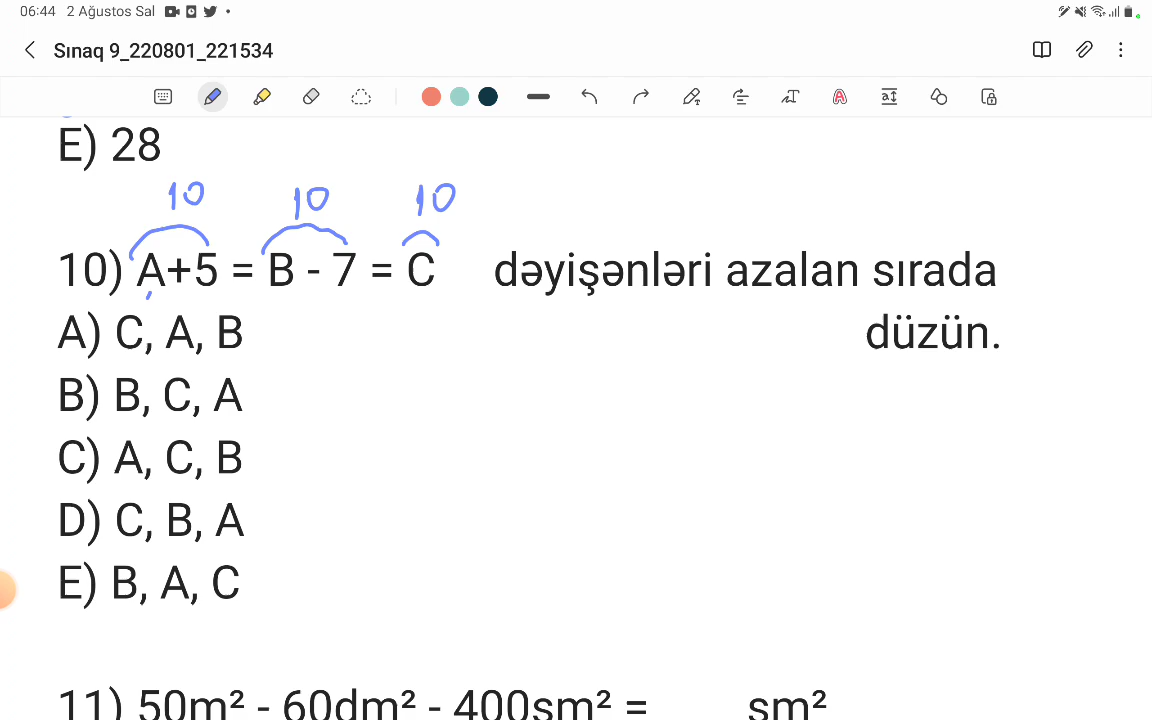 06:44 2 Ağustos Sal
Sınaq 9_220801_221534
E) 28
10 10 10
10) A+5 = B - 7 = C dəyişənləri azalan sırada
düzün.
A) C, A, B
B) B, C, A
C) A, C, B
D) C, B, A
E) B, A, C
11) 50m² - 60dm² - 400sm² = sm²